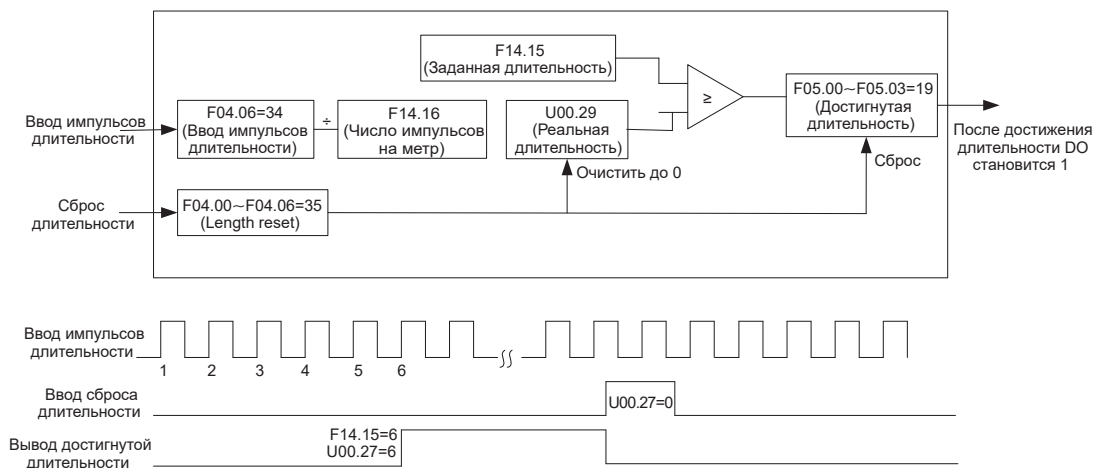 F14.15
(Заданная длительность)
≥
Ввод импульсов
длительности
F04.06=34
(Ввод импульсов
длительности)
÷
F14.16
(Число импульсов
на метр)
U00.29
(Реальная
длительность)
F05.00~F05.03=19
(Достигнутая
длительность)
После достижения
длительности DO
становится 1
Очистить до 0
Сброс
Сброс
длительности
F04.00~F04.06=35
(Length reset)
Ввод импульсов
длительности
1 2 3 4 5 6
Ввод сброса
длительности
U00.27=0
Вывод достигнутой
длительности
F14.15=6
U00.27=6